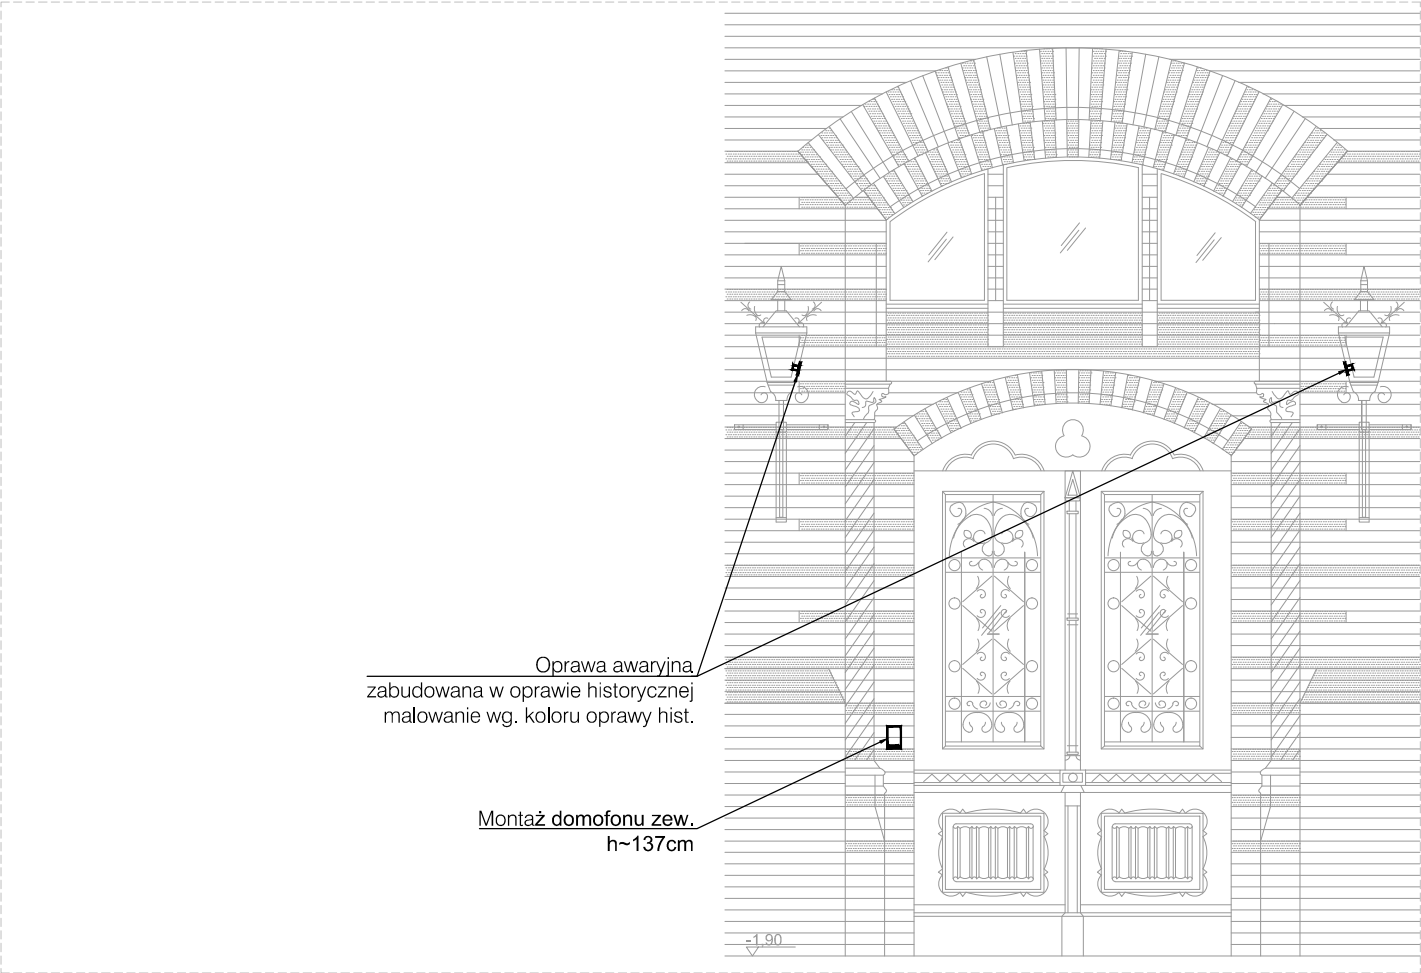 Oprawa awaryjna
zabudowana w oprawie historycznej
malowanie wg. koloru oprawy hist.
Montaż domofonu zew.
h~137cm
-1,90